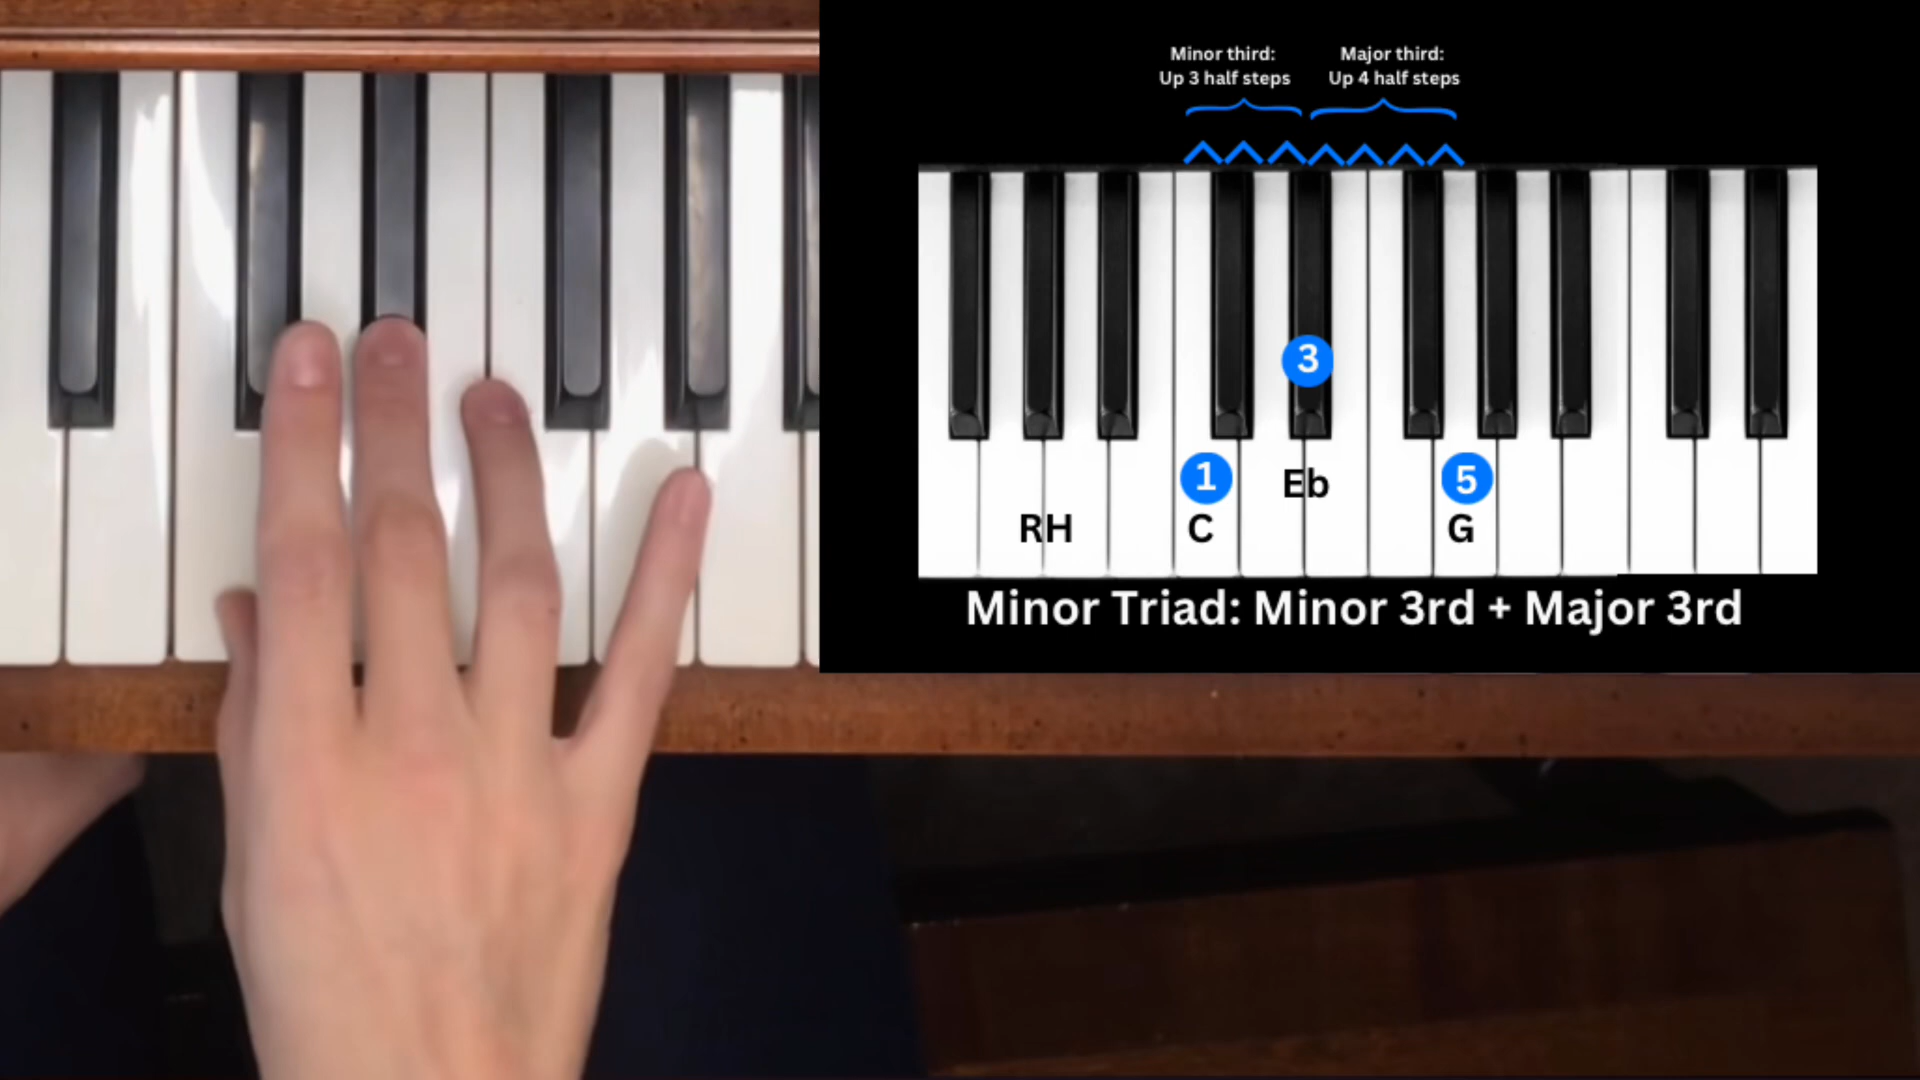 Minor third:
Up 3 half steps
Major third:
Up 4 half steps
3
1
Eb
5
RH
C
G
Minor Triad: Minor 3rd + Major 3rd